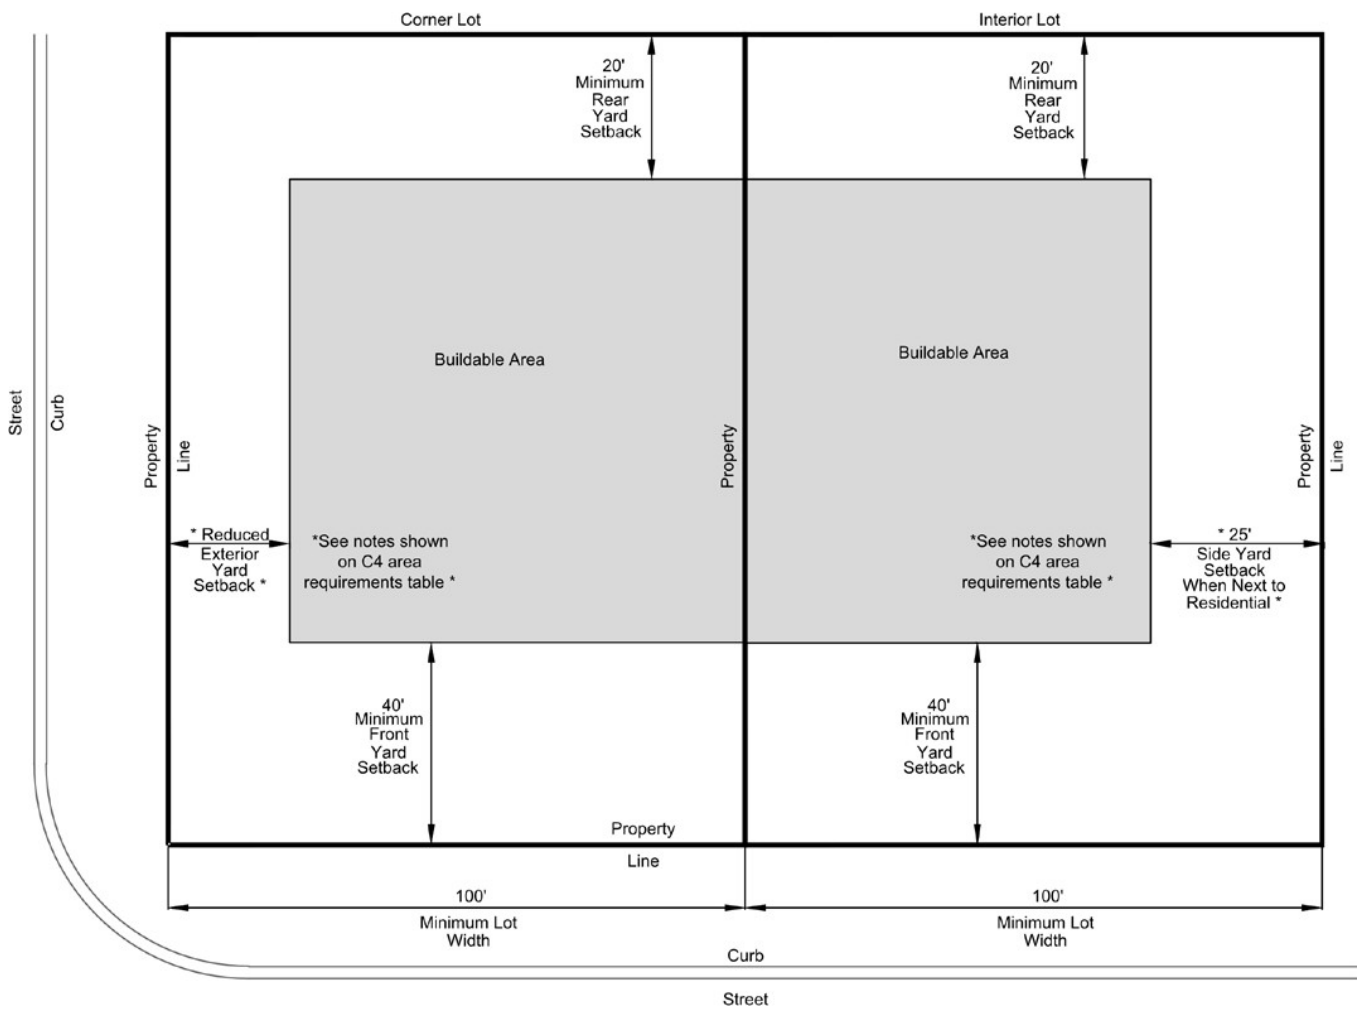 Corner Lot
Interior Lot
20'
Minimum
Rear
Yard
Setback
20'
Minimum
Rear
Yard
Setback
Buildable Area
Buildable Area
Street
Curb
Property
Line
Property
Property
Line
* Reduced
Exterior
Yard
Setback *
*See notes shown
on C4 area
requirements table *
*See notes shown
on C4 area
requirements table *
* 25'
Side Yard
Setback
When Next to
Residential *
40'
Minimum
Front
Yard
Setback
40'
Minimum
Front
Yard
Setback
Property
Line
100'
Minimum Lot
Width
100'
Minimum Lot
Width
Curb
Street